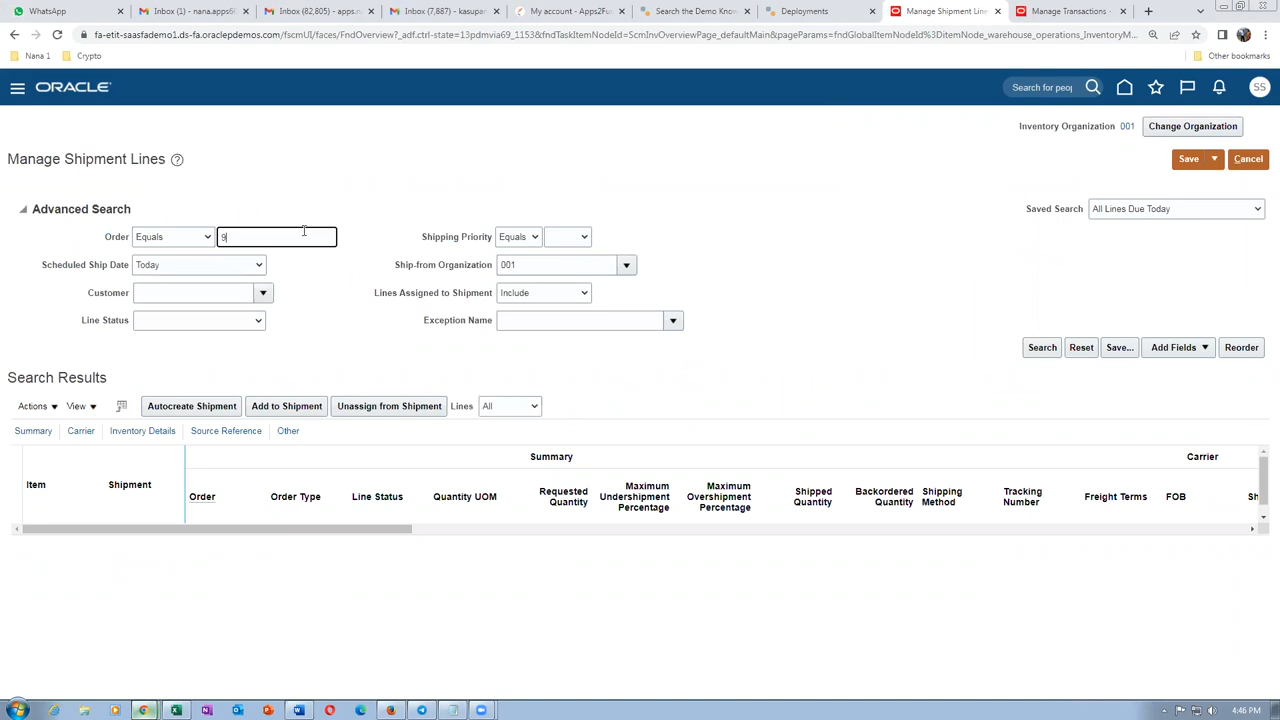 WhatsApp
Inbox (1) - nana.apps6
Inbox (82,805) - apps.n
Inbox (7,887) - kasupan
My account - Apps2Fu
Search the Demo Know
Deployments
Manage Shipment Line
Manage Transactions -
fa-etit-saasfademo1.ds-fa.oraclepdemos.com/fscmUI/faces/FndOverview?_adf.ctrl-state=13pdmvia69_1153&fndTaskItemNodeId=ScmInvOverviewPage_defaultMain&pageParams=fndGlobalItemNodeId%3DitemNode_warehouse_operations_InventoryM...
Nana 1
Crypto
Other bookmarks
ORACLE
Search for peop
SS
Inventory Organization 001
Change Organization
Manage Shipment Lines
Save
Cancel
Advanced Search
Saved Search All Lines Due Today
Order Equals 9
Shipping Priority Equals
Scheduled Ship Date Today
Ship-from Organization 001
Customer
Lines Assigned to Shipment Include
Line Status
Exception Name
Search
Reset
Save...
Add Fields
Reorder
Search Results
Actions
View
Autocreate Shipment
Add to Shipment
Unassign from Shipment
Lines All
Summary
Carrier
Inventory Details
Source Reference
Other
Summary
Carrier
Item
Shipment
Order
Order Type
Line Status
Quantity UOM
Requested
Quantity
Maximum
Undershipment
Percentage
Maximum
Overshipment
Percentage
Shipped
Quantity
Backordered
Quantity
Shipping
Method
Tracking
Number
Freight Terms
FOB
Sh
4:46 PM